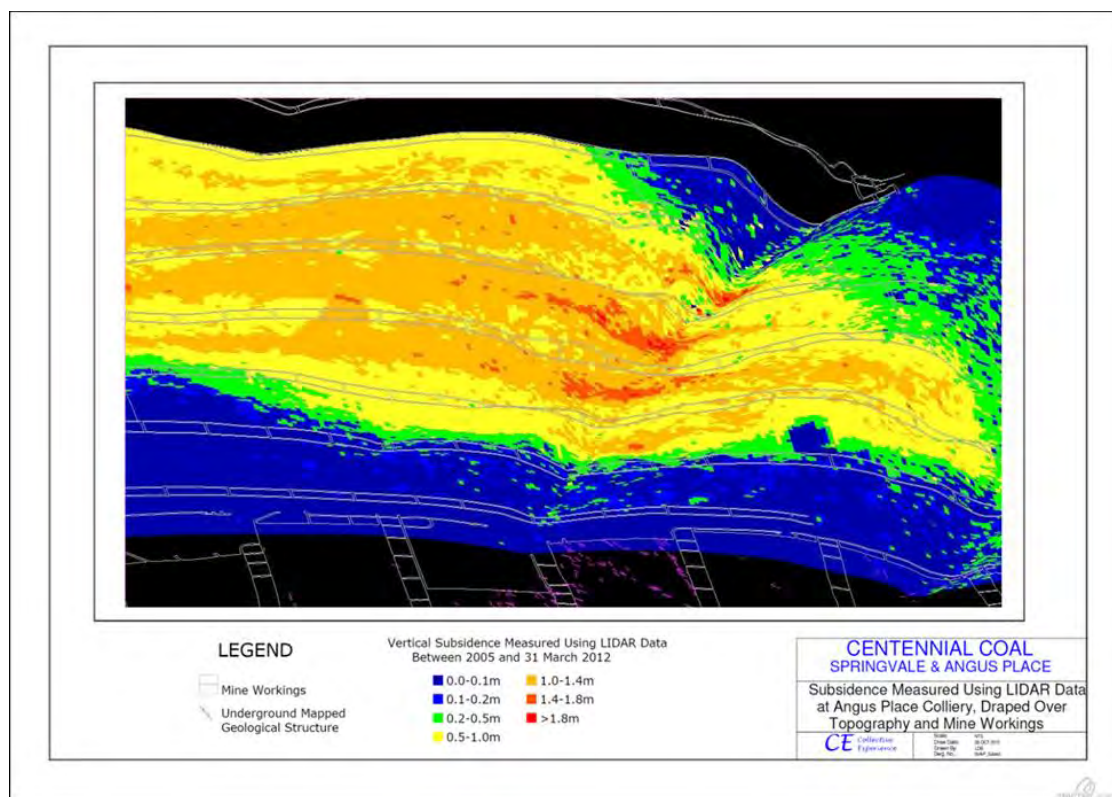 LEGEND
Mine Workings
Underground Mapped
Geological Structure
Vertical Subsidence Measured Using LIDAR Data
Between 2005 and 31 March 2012
0.0-0.1m
0.1-0.2m
0.2-0.5m
0.5-1.0m
1.0-1.4m
1.4-1.8m
>1.8m
CENTENNIAL COAL
SPRINGVALE & ANGUS PLACE
Subsidence Measured Using LIDAR Data
at Angus Place Colliery, Draped Over
Topography and Mine Workings
CE Collective
Experience